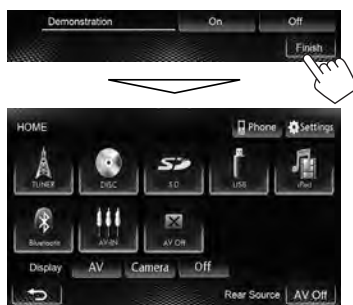 Demonstration On Off
Finish
HOME Phone Settings
TUNER DISC SD USB iPod
Bluetooth AV-IN AV Off
Display AV Camera Off
Rear Source AV Off